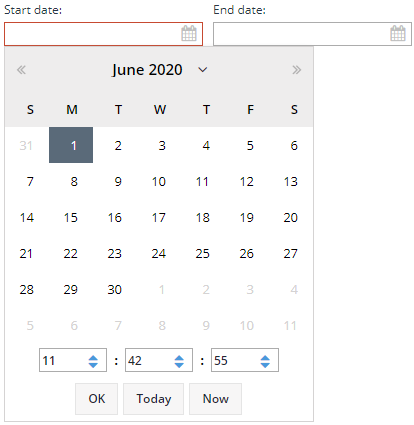 Start date: End date:
« June 2020 »
S M T W T F S
31 1 2 3 4 5 6
7 8 9 10 11 12 13
14 15 16 17 18 19 20
21 22 23 24 25 26 27
28 29 30 1 2 3 4
5 6 7 8 9 10 11
11 : 42 : 55
OK Today Now